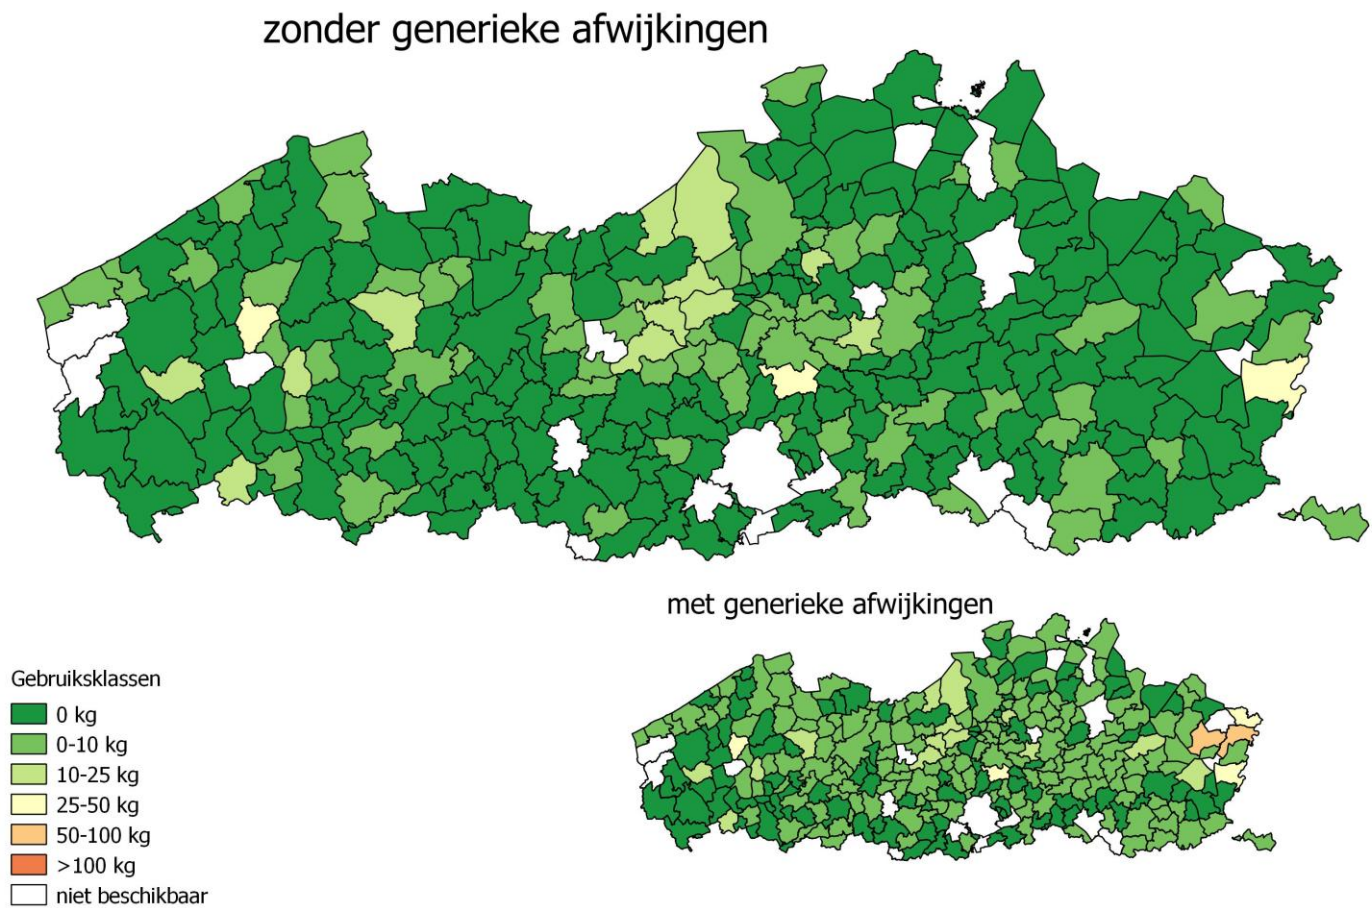 zonder generieke afwijkingen
met generieke afwijkingen
Gebruiksklassen
0 kg
0-10 kg
10-25 kg
25-50 kg
50-100 kg
>100 kg
niet beschikbaar